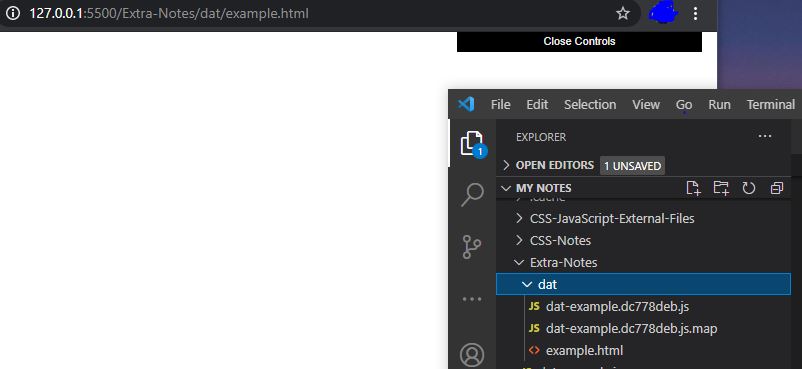 127.0.0.1:5500/Extra-Notes/dat/example.html
Close Controls
File Edit Selection View Go Run Terminal
EXPLORER
1
OPEN EDITORS 1 UNSAVED
MY NOTES
.cache
CSS-JavaScript-External-Files
CSS-Notes
Extra-Notes
dat
JS dat-example.dc778deb.js
JS dat-example.dc778deb.js.map
<> example.html